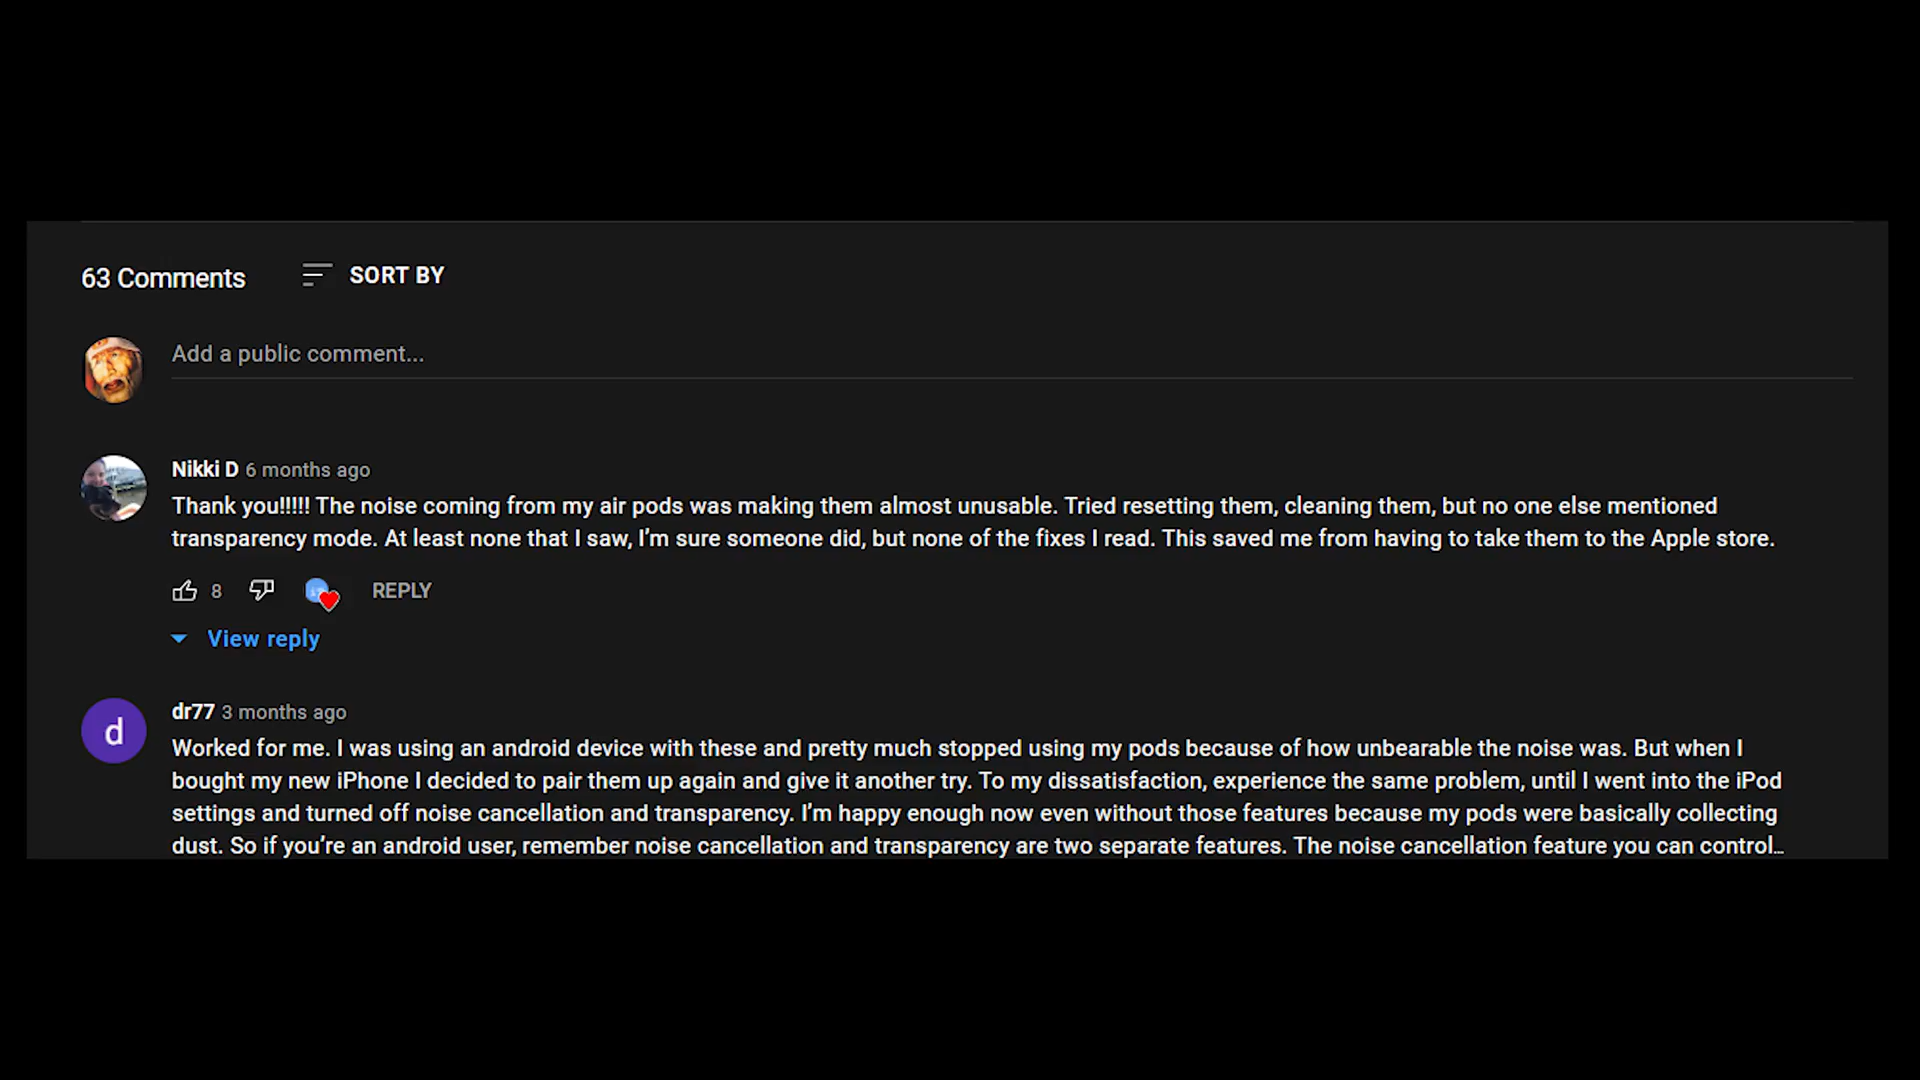 63 Comments
SORT BY
Add a public comment...
Nikki D 6 months ago
Thank you!!!!! The noise coming from my air pods was making them almost unusable. Tried resetting them, cleaning them, but no one else mentioned
transparency mode. At least none that I saw, I’m sure someone did, but none of the fixes I read. This saved me from having to take them to the Apple store.
8
REPLY
View reply
d
dr77 3 months ago
Worked for me. I was using an android device with these and pretty much stopped using my pods because of how unbearable the noise was. But when I
bought my new iPhone I decided to pair them up again and give it another try. To my dissatisfaction, experience the same problem, until I went into the iPod
settings and turned off noise cancellation and transparency. I’m happy enough now even without those features because my pods were basically collecting
dust. So if you’re an android user, remember noise cancellation and transparency are two separate features. The noise cancellation feature you can control…